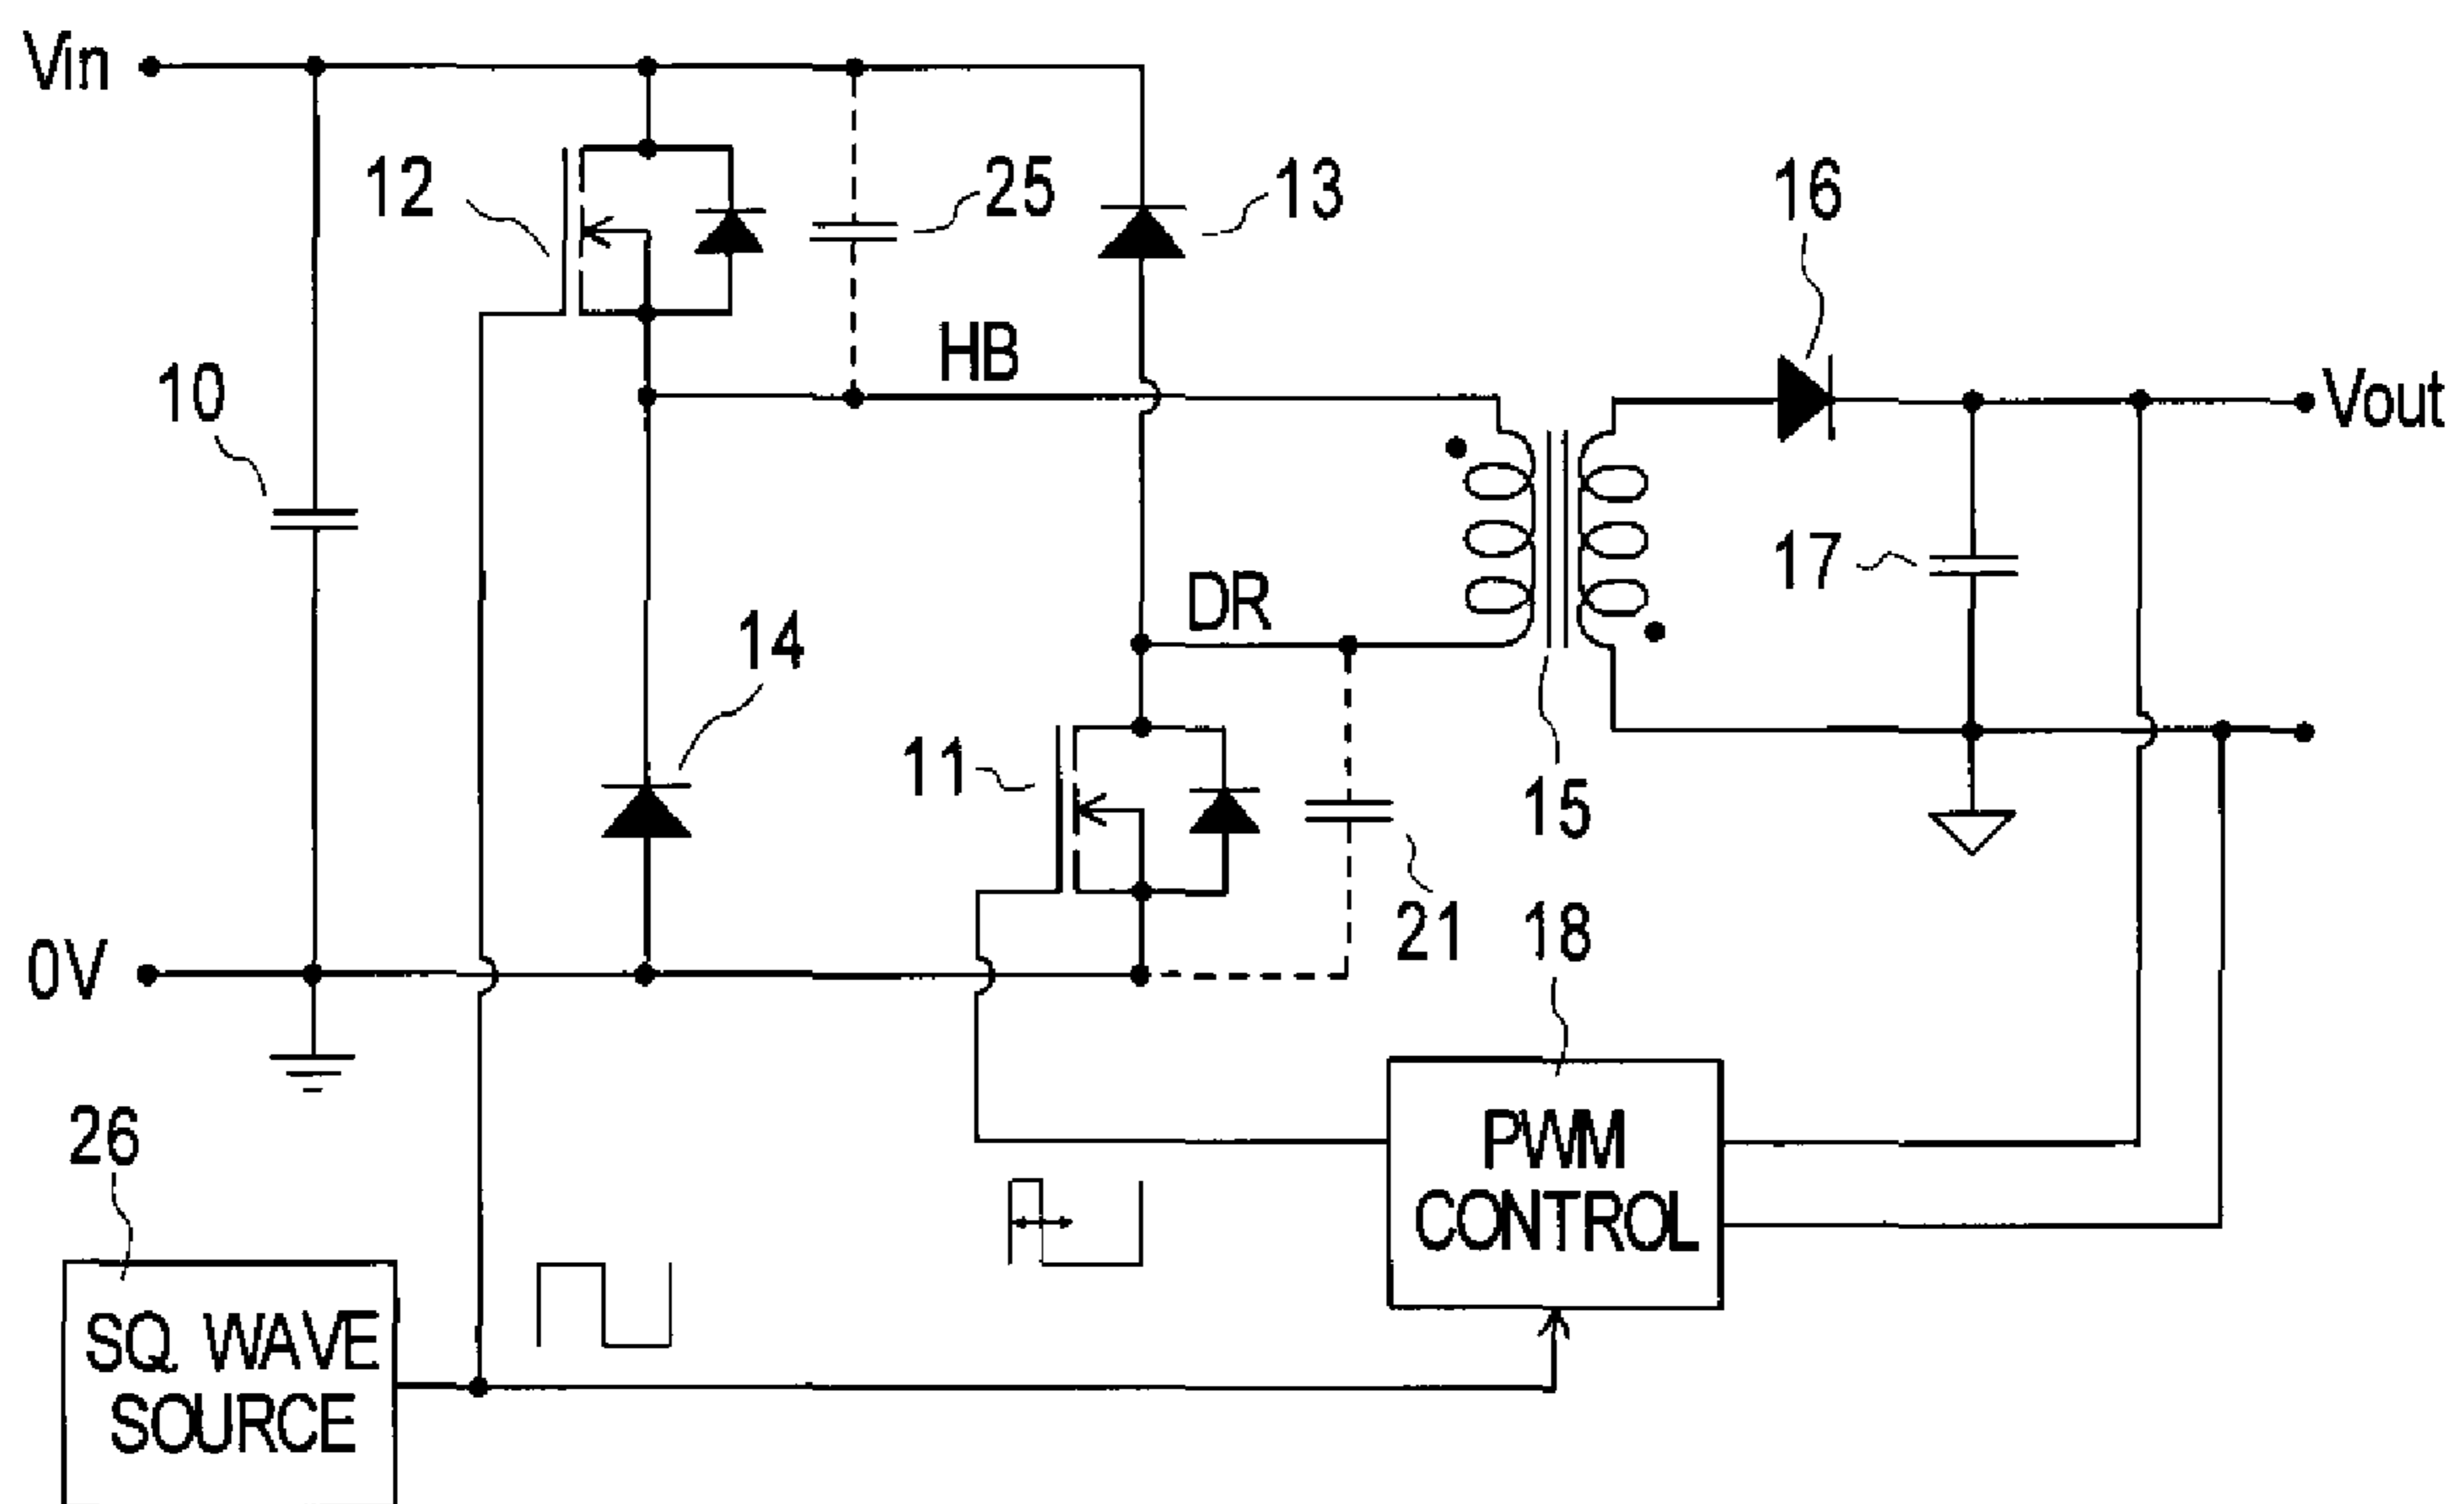 Vin
12
25
13
16
HB
10
Vout
17
DR
14
11
15
21
18
0V
26
PWM
CONTROL
SQ WAVE
SOURCE